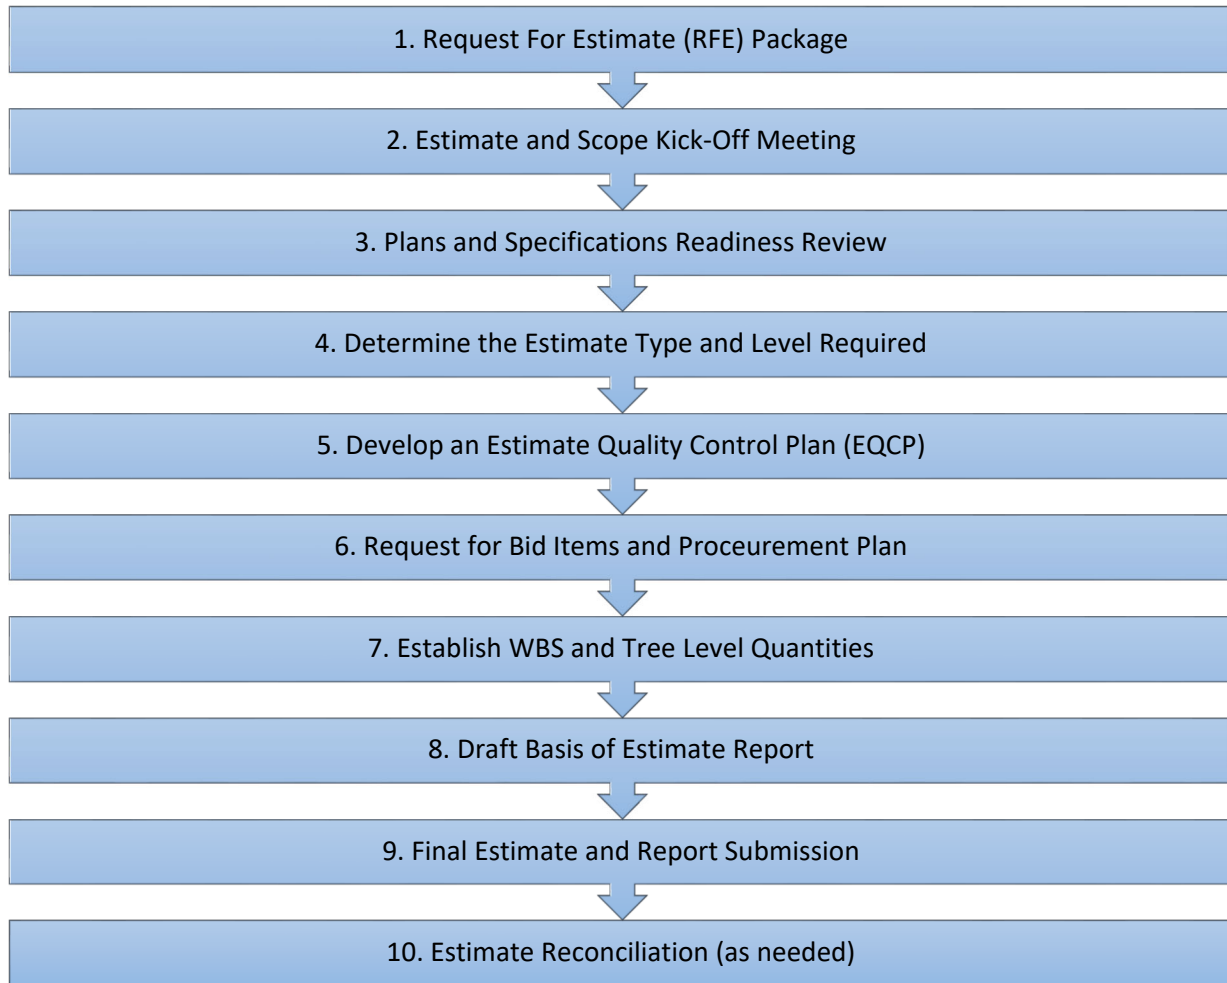 1. Request For Estimate (RFE) Package
2. Estimate and Scope Kick-Off Meeting
3. Plans and Specifications Readiness Review
4. Determine the Estimate Type and Level Required
5. Develop an Estimate Quality Control Plan (EQCP)
6. Request for Bid Items and Proceurement Plan
7. Establish WBS and Tree Level Quantities
8. Draft Basis of Estimate Report
9. Final Estimate and Report Submission
10. Estimate Reconciliation (as needed)